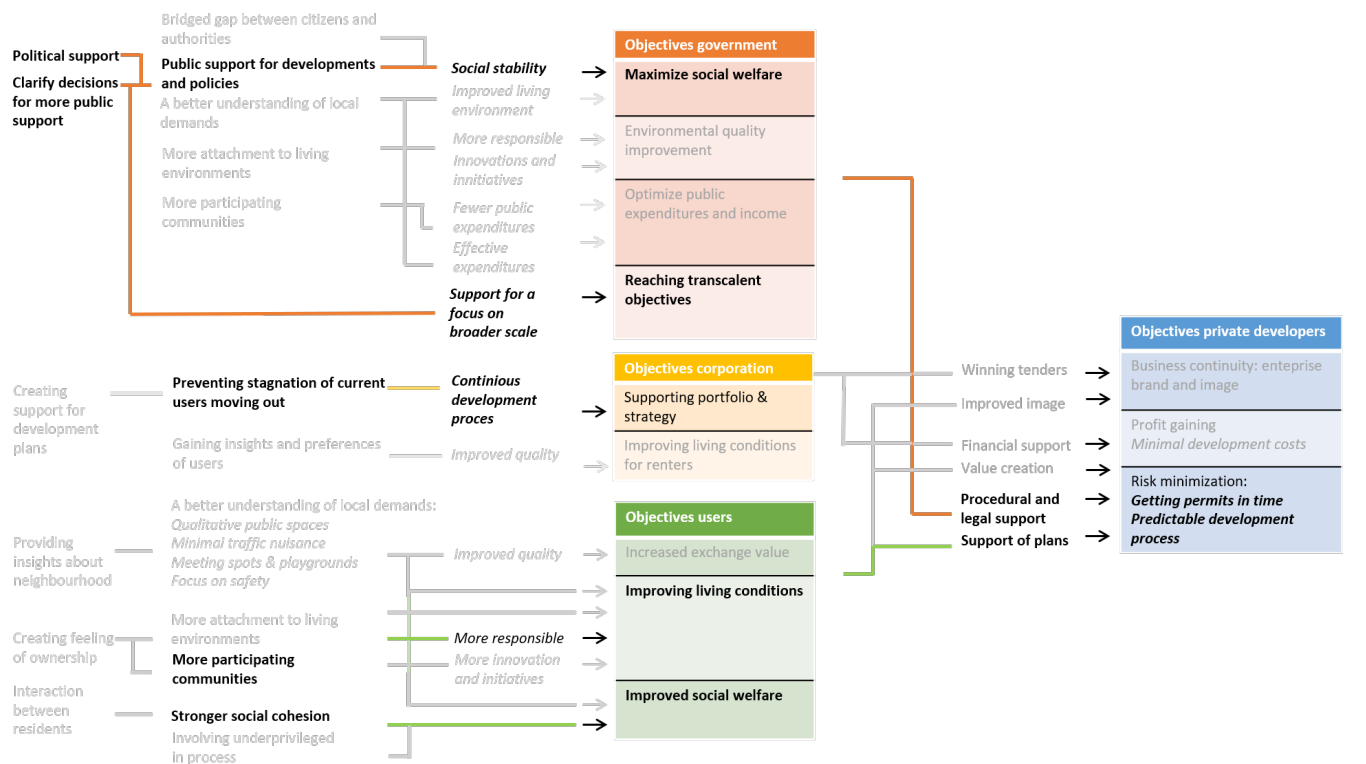 Political support
Clarify decisions
for more public
support
Bridged gap between citizens and
authorities
Public support for developments
and policies
A better understanding of local
demands
More attachment to living
environments
More participating
communities
Social stability
Improved living
environment
More responsible
Innovations and
innitiatives
Fewer public
expenditures
Effective
expenditures
Support for a
focus on
broader scale
Objectives government
Maximize social welfare
Environmental quality
improvement
Optimize public
expenditures and income
Reaching transcalent
objectives
Creating
support for
development
plans
Preventing stagnation of current
users moving out
Gaining insights and preferences
of users
Continious
development
proces
Improved quality
Objectives corporation
Supporting portfolio &
strategy
Improving living conditions
for renters
Providing
insights about
neighbourhood
Creating feeling
of ownership
Interaction
between
residents
A better understanding of local demands:
Qualitative public spaces
Minimal traffic nuisance
Meeting spots & playgrounds
Focus on safety
More attachment to living
environments
More participating
communities
Stronger social cohesion
Involving underprivileged
in process
Improved quality
More responsible
More innovation
and initiatives
Objectives users
Increased exchange value
Improving living conditions
Improved social welfare
Winning tenders
Improved image
Financial support
Value creation
Procedural and
legal support
Support of plans
Objectives private developers
Business continuity: enteprise
brand and image
Profit gaining
Minimal development costs
Risk minimization:
Getting permits in time
Predictable development
process